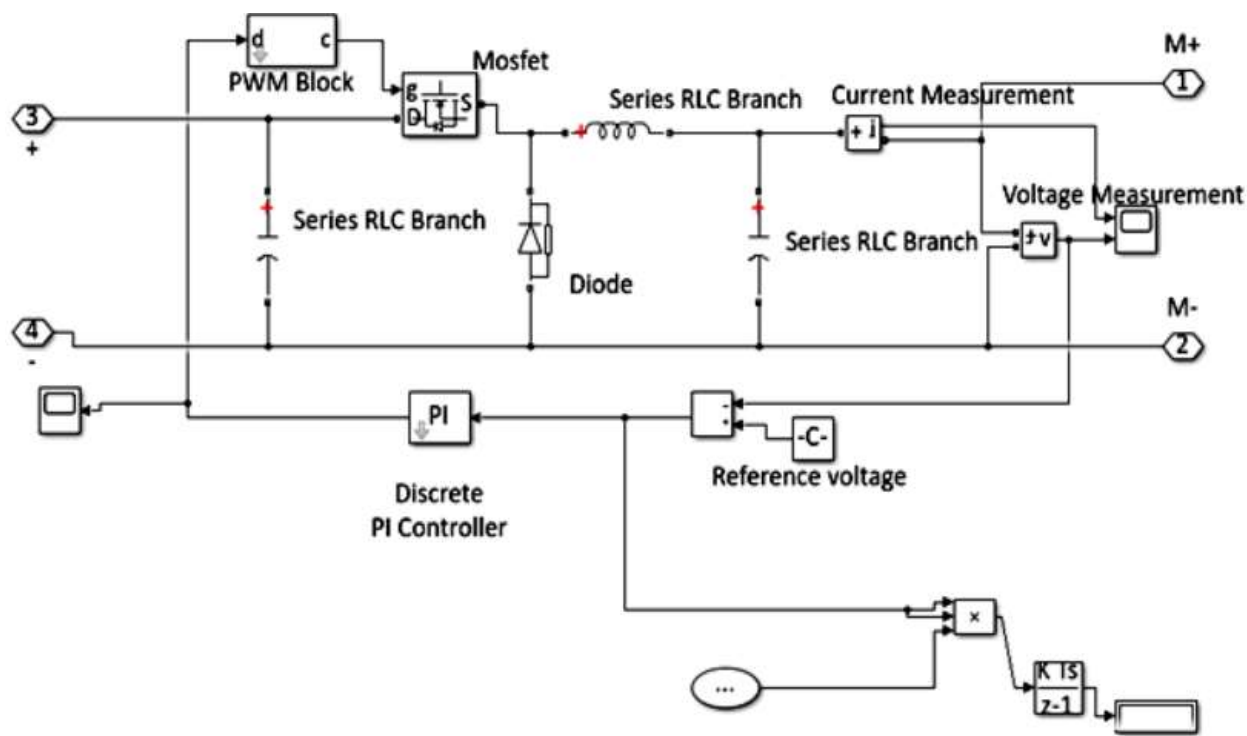 d c
PWM Block
Mosfet
g
D S
M+
1
3
+
Series RLC Branch
+
Current Measurement
+ i
Voltage Measurement
+
Series RLC Branch
+
Series RLC Branch
+ v
Diode
M-
4
-
2
PI
-
+
-C-
Reference voltage
Discrete
PI Controller
×
...
K Ts
z-1